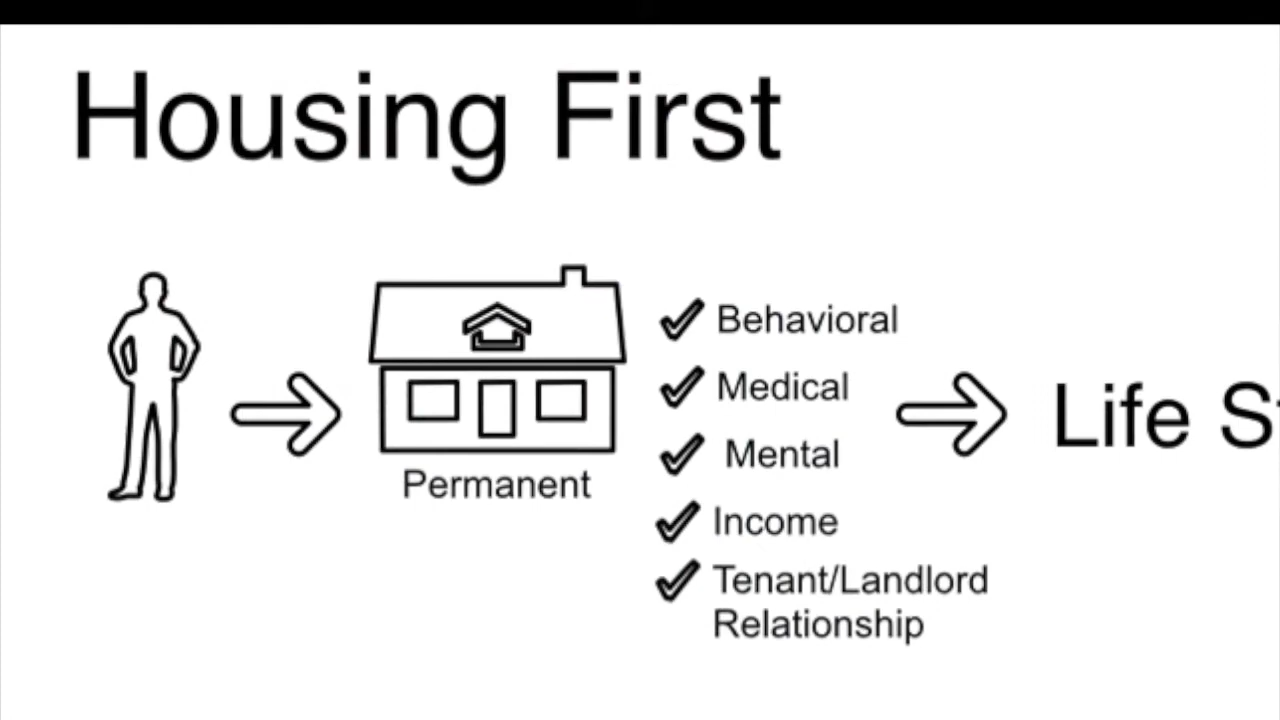 Housing First
Behavioral
Medical
Mental
Life
Permanent
Income
Tenant/Landlord
Relationship